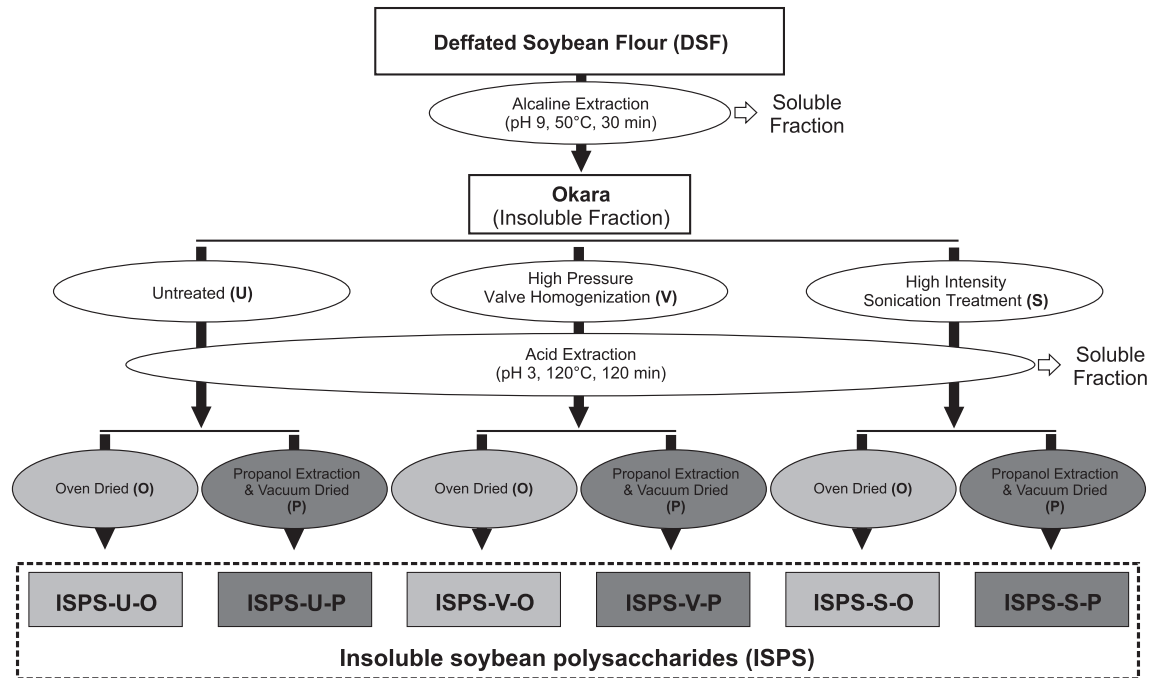 Deffated Soybean Flour (DSF)
Alcaline Extraction
(pH 9, 50°C, 30 min)
Soluble
Fraction
Okara
(Insoluble Fraction)
Untreated (U)
High Pressure
Valve Homogenization (V)
High Intensity
Sonication Treatment (S)
Acid Extraction
(pH 3, 120°C, 120 min)
Soluble
Fraction
Oven Dried (O)
Propanol Extraction
& Vacuum Dried
(P)
Oven Dried (O)
Propanol Extraction
& Vacuum Dried
(P)
Oven Dried (O)
Propanol Extraction
& Vacuum Dried
(P)
ISPS-U-O
ISPS-U-P
ISPS-V-O
ISPS-V-P
ISPS-S-O
ISPS-S-P
Insoluble soybean polysaccharides (ISPS)